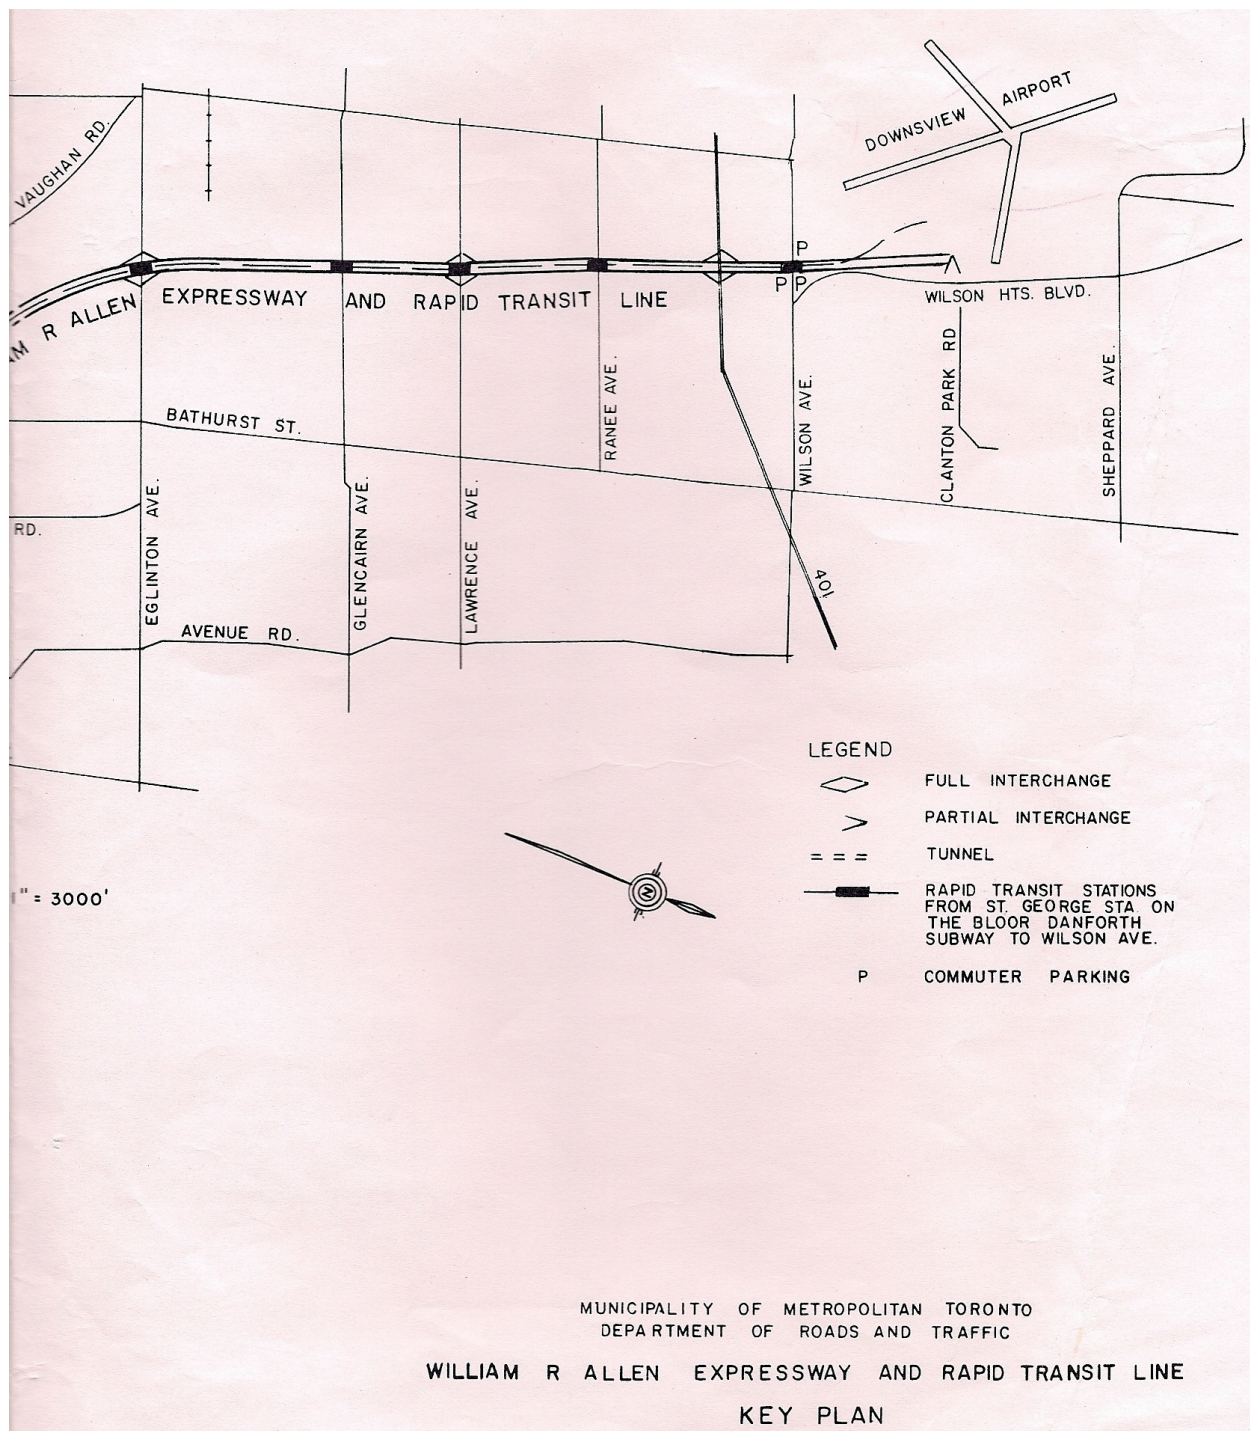 DOWNSVIEW AIRPORT
VAUGHAN RD.
P
P P
R ALLEN EXPRESSWAY AND RAPID TRANSIT LINE
WILSON HTS. BLVD.
BATHURST ST.
RANEE AVE.
WILSON AVE.
CLANTON PARK RD
SHEPPARD AVE.
RD.
EGLINTON AVE.
GLENCAIRN AVE.
LAWRENCE AVE.
401
AVENUE RD.
LEGEND
FULL INTERCHANGE
PARTIAL INTERCHANGE
TUNNEL
RAPID TRANSIT STATIONS
FROM ST. GEORGE STA. ON
THE BLOOR DANFORTH
SUBWAY TO WILSON AVE.
P COMMUTER PARKING
N
1" = 3000'
MUNICIPALITY OF METROPOLITAN TORONTO
DEPARTMENT OF ROADS AND TRAFFIC
WILLIAM R ALLEN EXPRESSWAY AND RAPID TRANSIT LINE
KEY PLAN